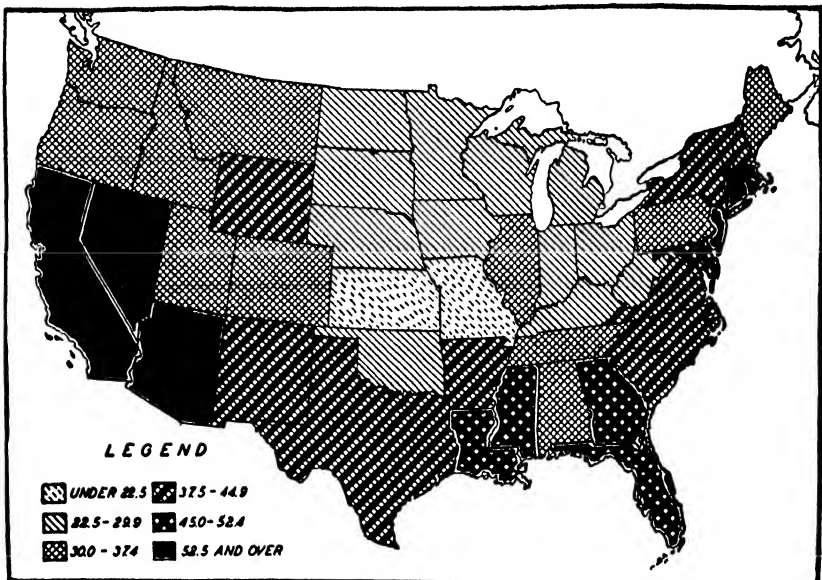 LEGEND
UNDER 22.5 37.5 - 44.9
22.5 - 29.9 45.0 - 52.4
30.0 - 37.4 52.5 AND OVER